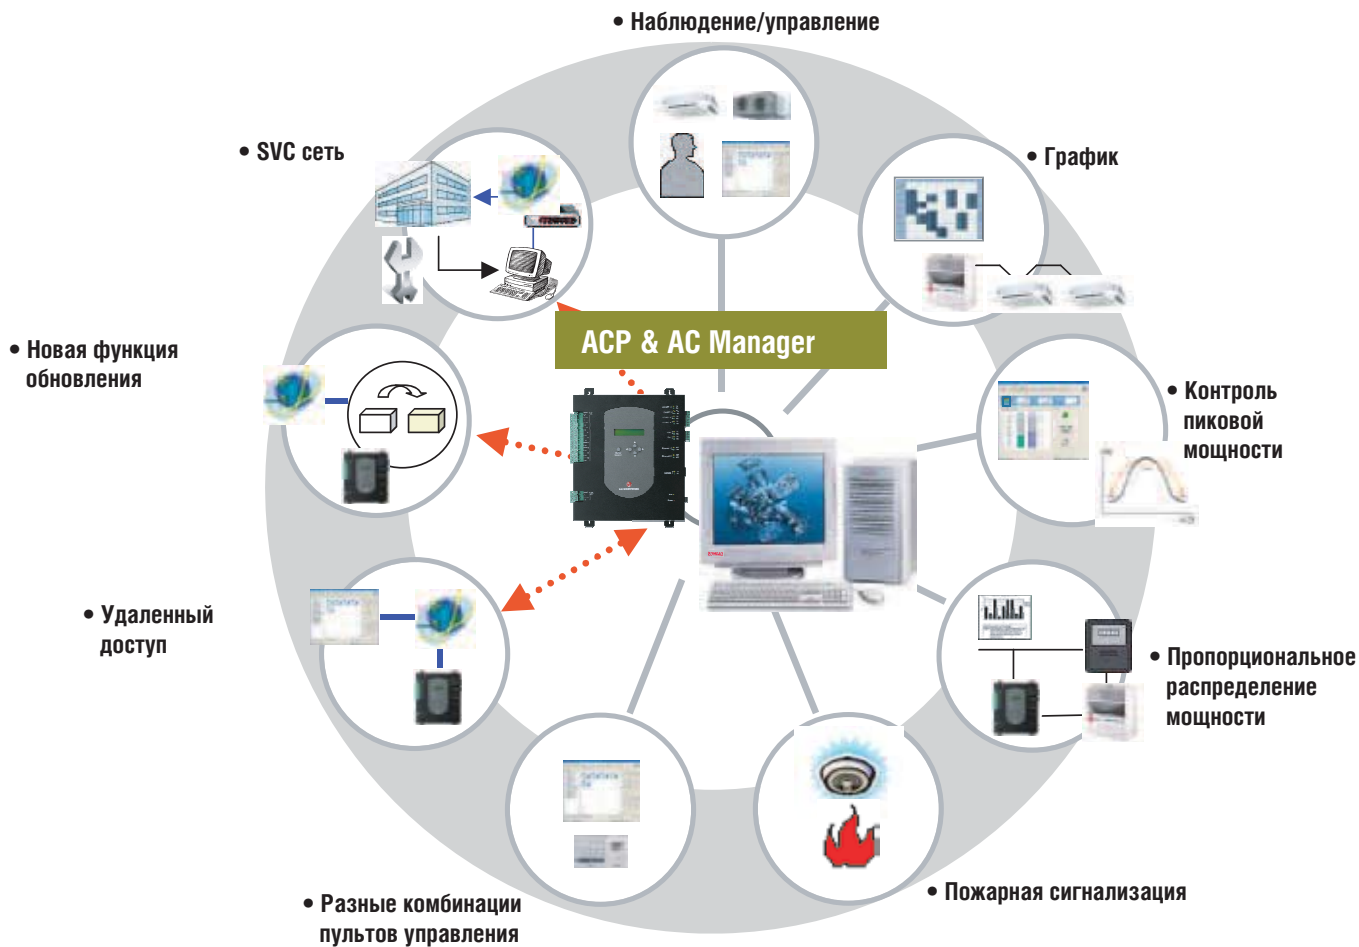 • Наблюдение/управление
• SVC сеть
• График
ACP & AC Manager
• Новая функция
обновления
• Контроль
пиковой
мощности
• Удаленный
доступ
• Пропорциональное
распределение
мощности
• Разные комбинации
пультов управления
• Пожарная сигнализация